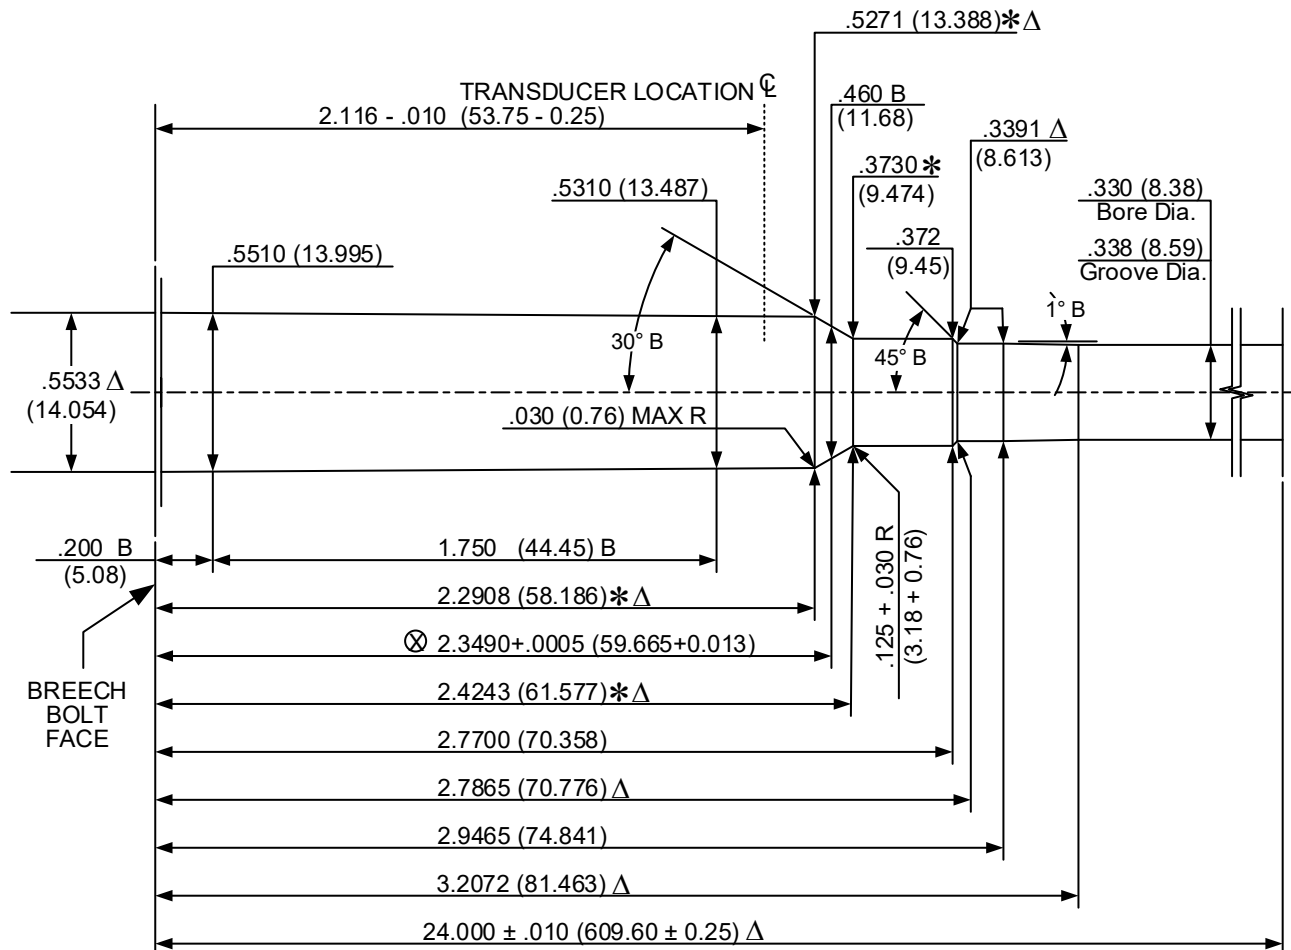 .5271 (13.388)✻ Δ
TRANSDUCER LOCATION ℄
2.116 - .010 (53.75 - 0.25)
.460 B
(11.68)
.3391 Δ
(8.613)
.3730 ✻
(9.474)
.5310 (13.487)
.330 (8.38)
Bore Dia.
.372
(9.45)
.338 (8.59)
Groove Dia.
.5510 (13.995)
30° B
45° B
1° B
.5533 Δ
(14.054)
.030 (0.76) MAX R
.200 B
(5.08)
1.750 (44.45) B
.125 + .030 R
(3.18 + 0.76)
2.2908 (58.186)✻ Δ
ⓧ 2.3490+.0005 (59.665+0.013)
BREECH
BOLT
FACE
2.4243 (61.577)✻ Δ
2.7700 (70.358)
2.7865 (70.776) Δ
2.9465 (74.841)
3.2072 (81.463) Δ
24.000 ± .010 (609.60 ± 0.25) Δ